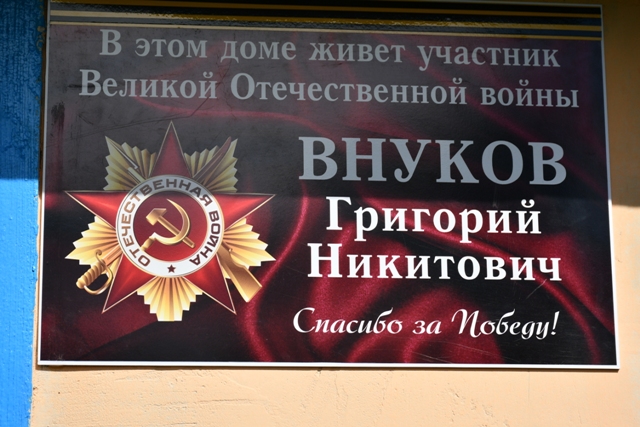 В этом доме живет участник
Великой Отечественной войны
ВНУКОВ
Григорий
Никитович
Спасибо за Победу!
ОТЕЧЕСТВЕННАЯ ВОЙНА